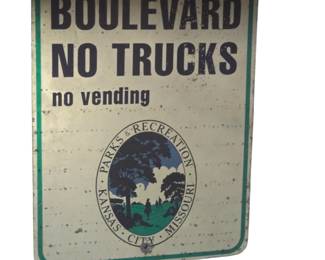 BOULEVARD
NO TRUCKS
no vending
PARKS & RECREATION
KANSAS • CITY • MISSOURI